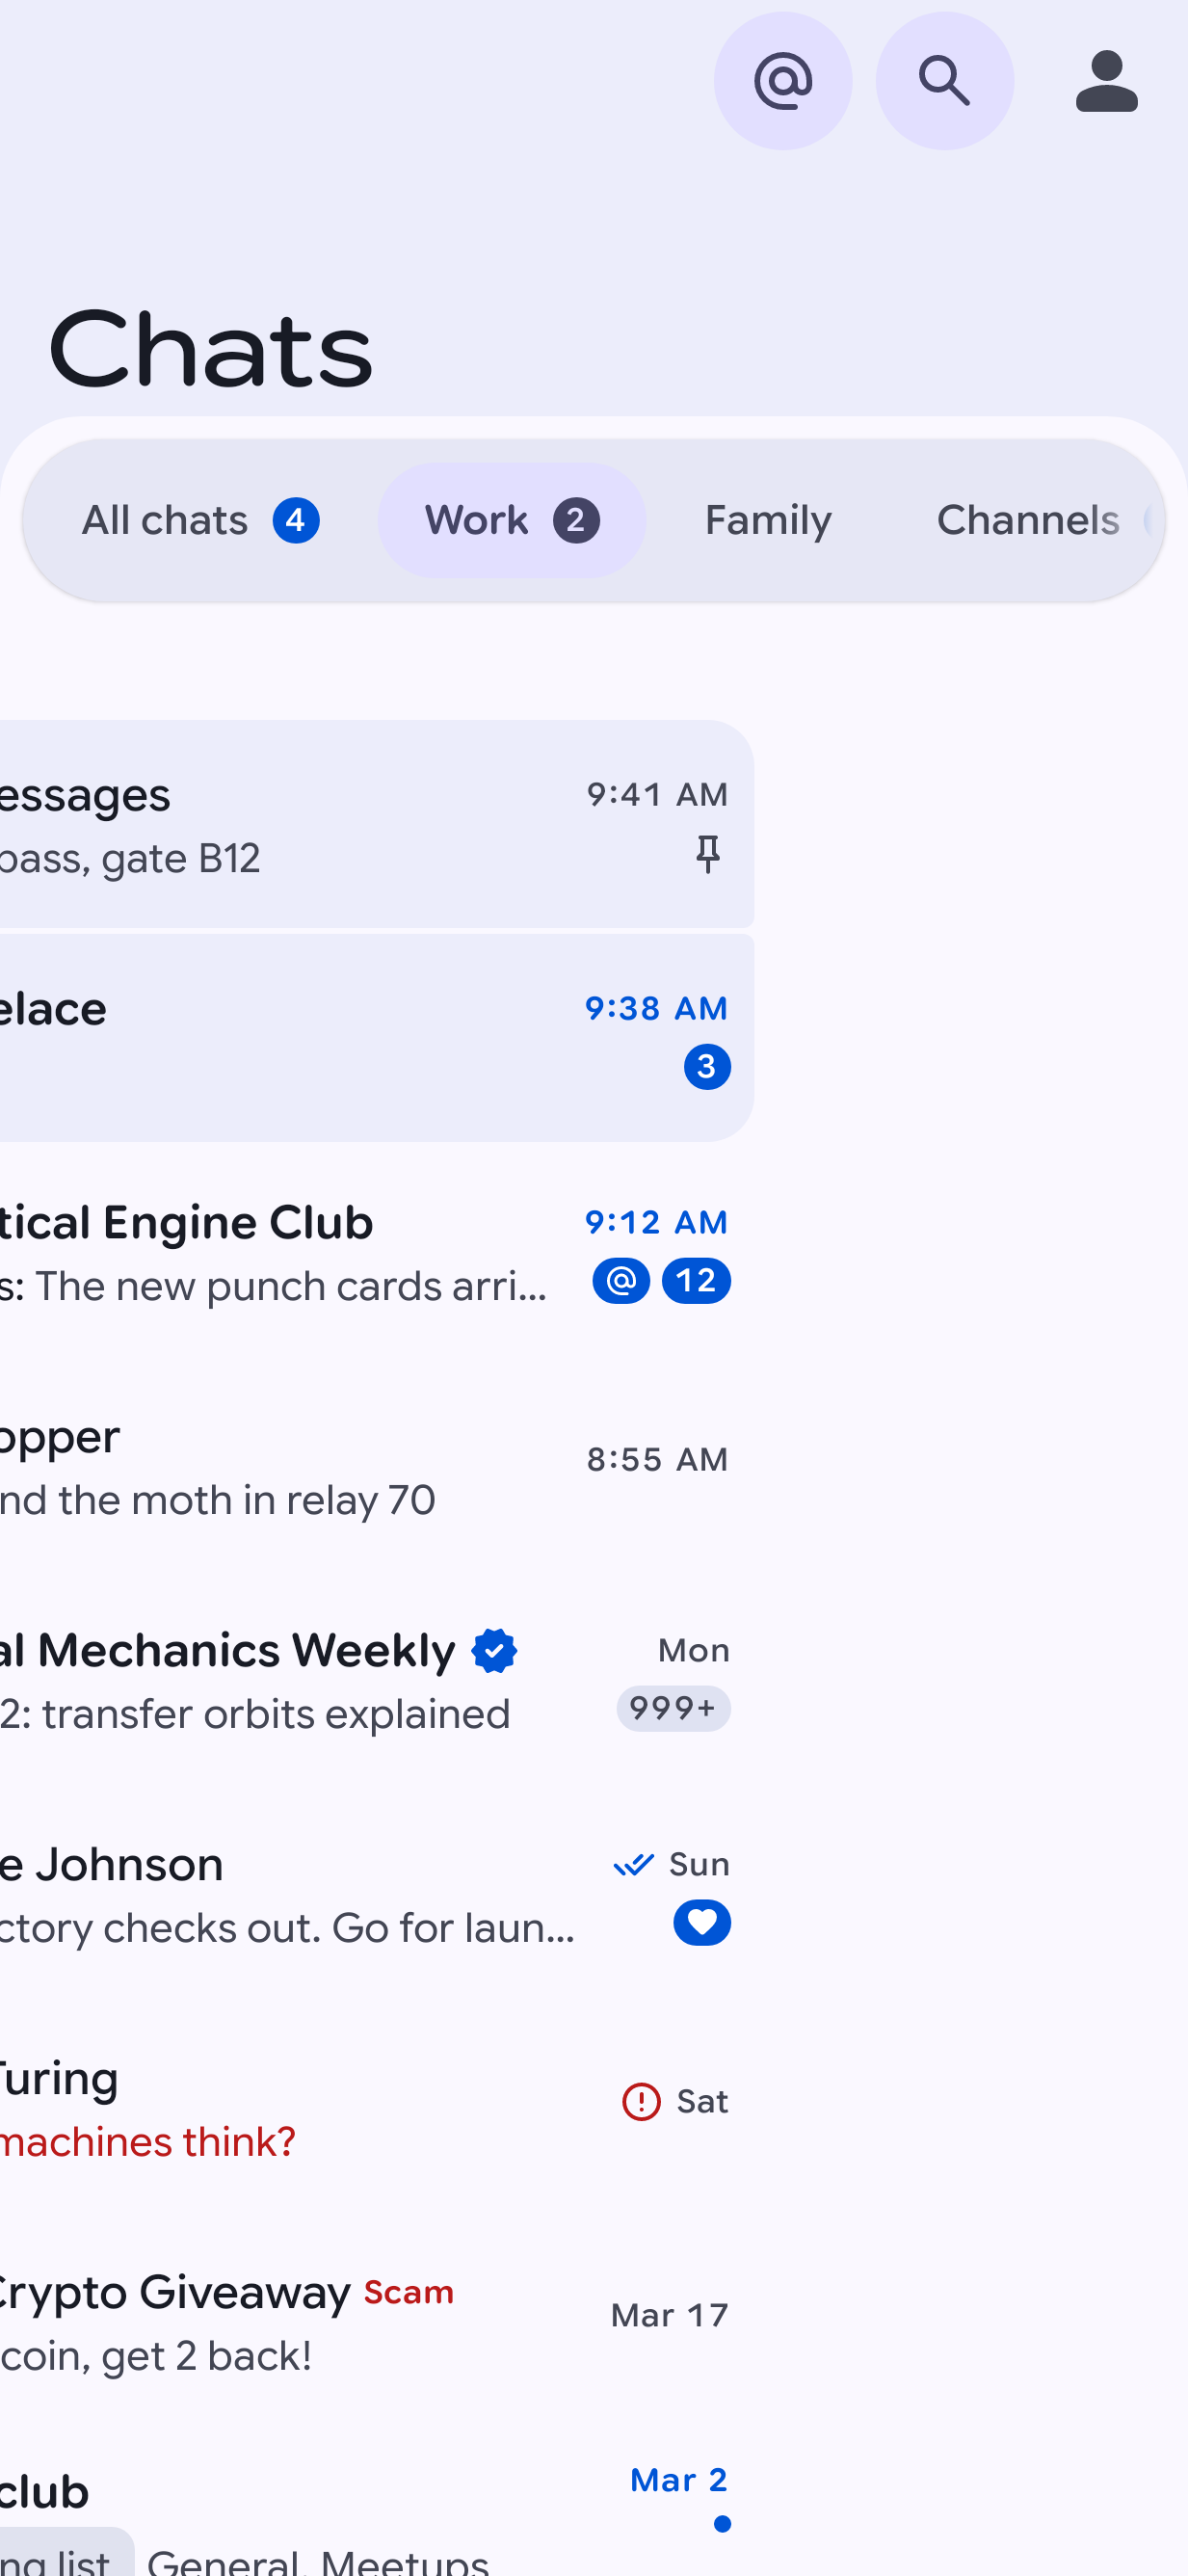 Chats
All chats 4 Work 2 Family Channels
essages 9:41 AM
pass, gate B12
elace 9:38 AM
3
tical Engine Club 9:12 AM
s: The new punch cards arri... @ 12
opper 8:55 AM
nd the moth in relay 70
al Mechanics Weekly Mon
2: transfer orbits explained 999+
e Johnson Sun
ctory checks out. Go for laun...
Turing Sat
machines think?
Crypto Giveaway Scam Mar 17
coin, get 2 back!
club Mar 2
ng list General, Meetups